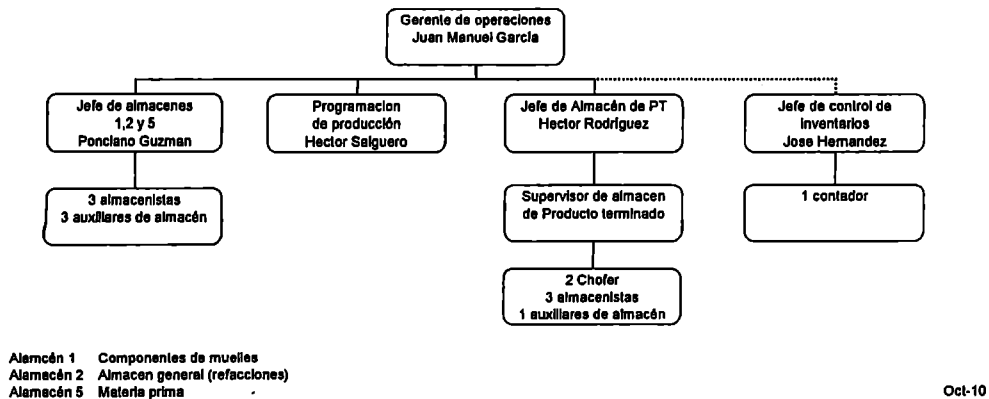 Gerente de operaciones
Juan Manuel García
Jefe de almacenes
1,2 y 5
Ponciano Guzman
Programacion
de producción
Hector Salguero
Jefe de Almacén de PT
Hector Rodríguez
Jefe de control de
inventarios
Jose Hernandez
3 almacenistas
3 auxiliares de almacén
Supervisor de almacen
de Producto terminado
1 contador
2 Chofer
3 almacenistas
1 auxiliares de almacén
Alamcén 1 Componentes de muelles
Alamacén 2 Almacen general (refacciones)
Alamacén 5 Materia prima
Oct-10